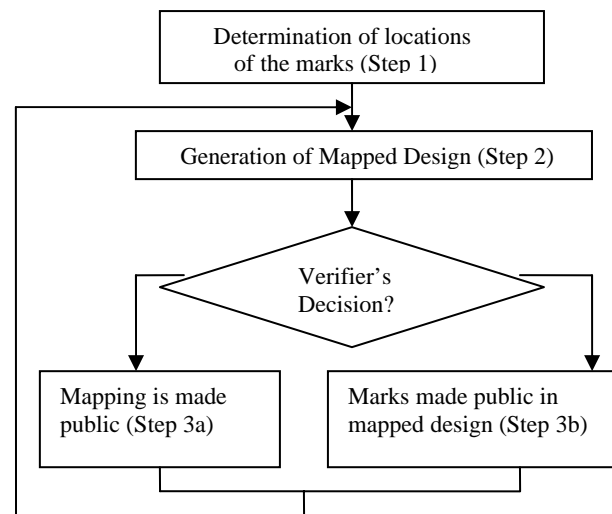 Determination of locations
of the marks (Step 1)
Generation of Mapped Design (Step 2)
Verifier’s
Decision?
Mapping is made
public (Step 3a)
Marks made public in
mapped design (Step 3b)